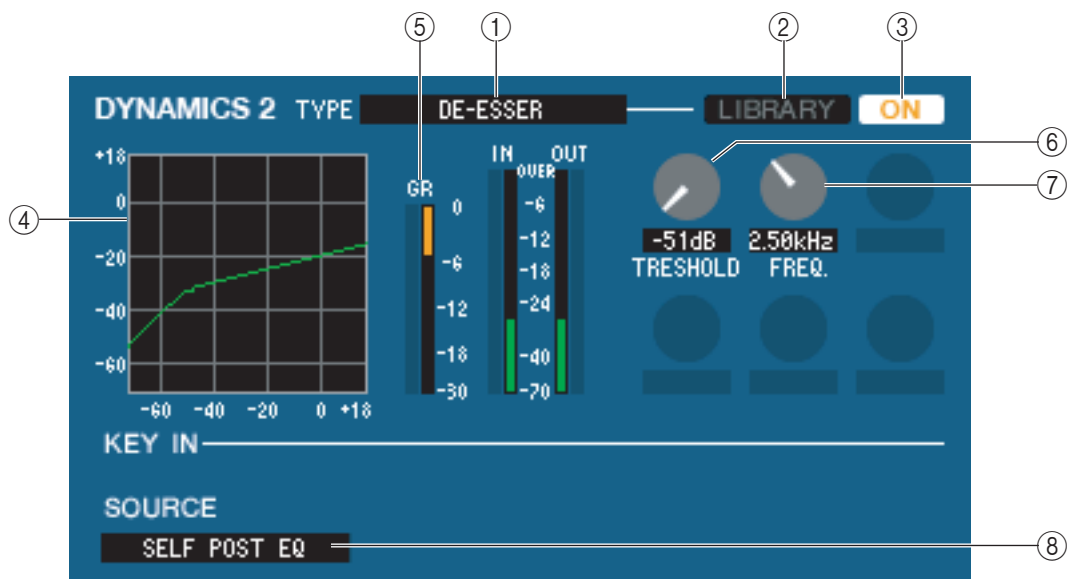 ⑤ ① ② ③
DYNAMICS 2 TYPE DE-ESSER LIBRARY ON
④
+18
0
-20
-40
-60
-60 -40 -20 0 +18
GR
0
-6
-12
-18
-30
IN OUT
OVER
-6
-12
-18
-24
-40
-70
⑥
⑦
-51dB 2.50kHz
TRESHOLD FREQ.
KEY IN
SOURCE
SELF POST EQ
⑧